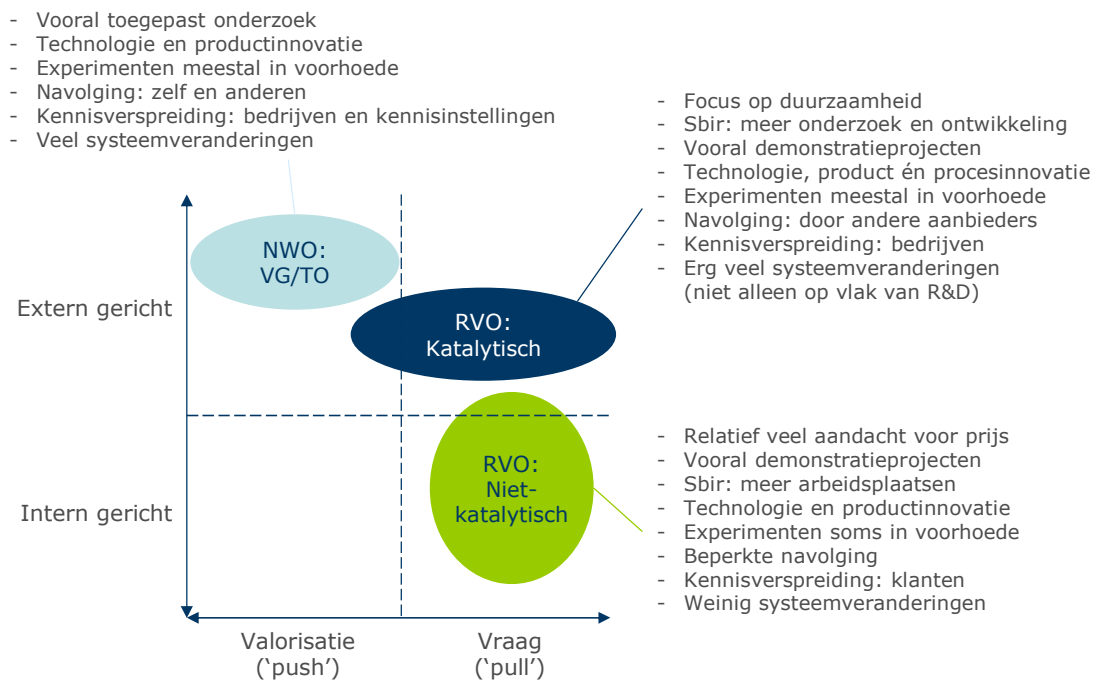 - Vooral toegepast onderzoek
- Technologie en productinnovatie
- Experimenten meestal in voorhoede
- Navolging: zelf en anderen
- Kennisverspreiding: bedrijven en kennisinstellingen
- Veel systeemveranderingen
- Focus op duurzaamheid
- Sbir: meer onderzoek en ontwikkeling
- Vooral demonstratieprojecten
- Technologie, product én procesinnovatie
- Experimenten meestal in voorhoede
- Navolging: door andere aanbieders
- Kennisverspreiding: bedrijven
- Erg veel systeemveranderingen
(niet alleen op vlak van R&D)
NWO:
VG/TO
Extern gericht
RVO:
Katalytisch
- Relatief veel aandacht voor prijs
- Vooral demonstratieprojecten
- Sbir: meer arbeidsplaatsen
- Technologie en productinnovatie
- Experimenten soms in voorhoede
- Beperkte navolging
- Kennisverspreiding: klanten
- Weinig systeemveranderingen
RVO:
Niet-
katalytisch
Intern gericht
Valorisatie
(‘push’)
Vraag
(‘pull’)